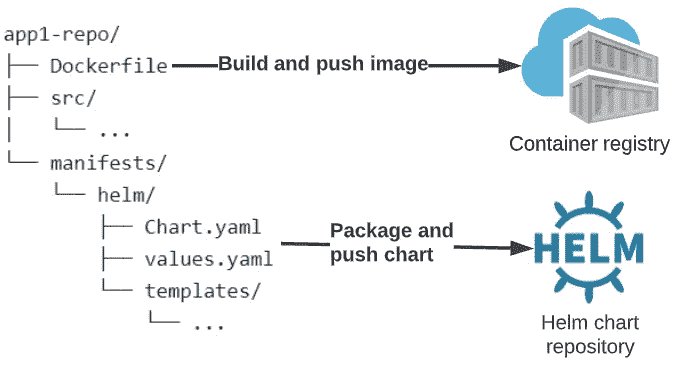 app1-repo/
├── Dockerfile
├── src/
│   └── ...
└── manifests/
    └── helm/
        ├── Chart.yaml
        ├── values.yaml
        └── templates/
            └── ...
Build and push image
Container registry
Package and
push chart
HELM
Helm chart
repository